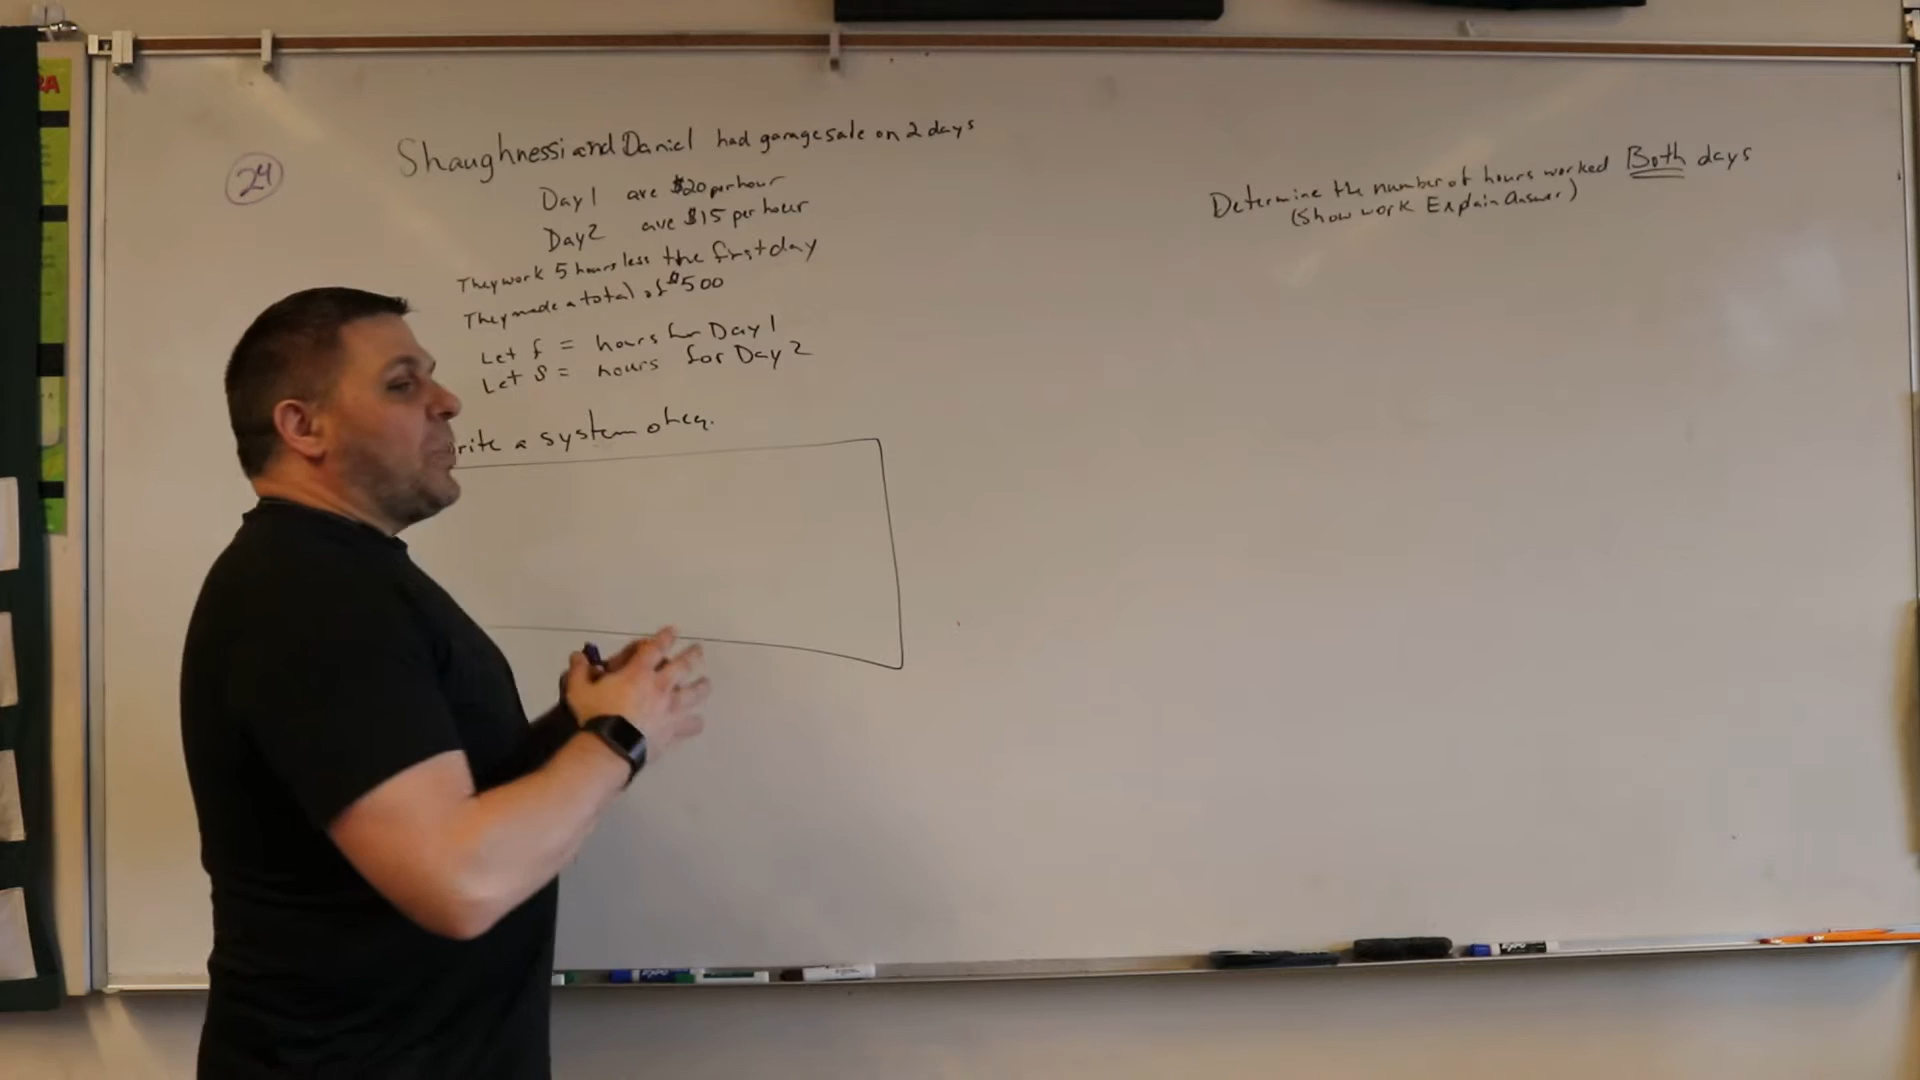 24
Shaughnessi and Daniel had garage sale on 2 days
Day 1 ave $20 per hour
Day 2 ave $15 per hour
They work 5 hours less the first day
They made a total of $500
Let f = hours for Day 1
Let S = hours for Day 2
rite a system of eq.
Determine the number of hours worked Both days
(Show work Explain Answer)
RA